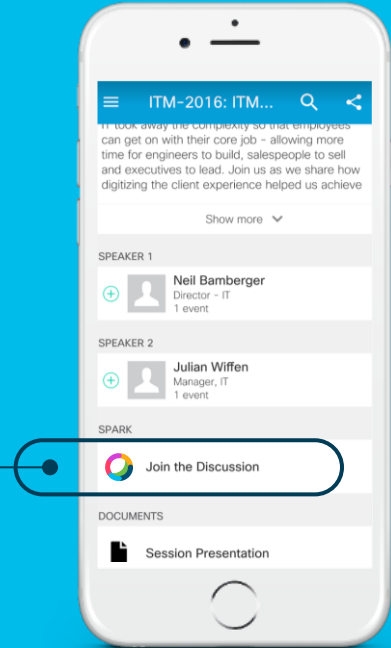 ITM-2016: ITM...
IT took away the complexity so that employees
can get on with their core job - allowing more
time for engineers to build, salespeople to sell
and executives to lead. Join us as we share how
digitizing the client experience helped us achieve
Show more
SPEAKER 1
Neil Bamberger
Director - IT
1 event
SPEAKER 2
Julian Wiffen
Manager, IT
1 event
SPARK
Join the Discussion
DOCUMENTS
Session Presentation